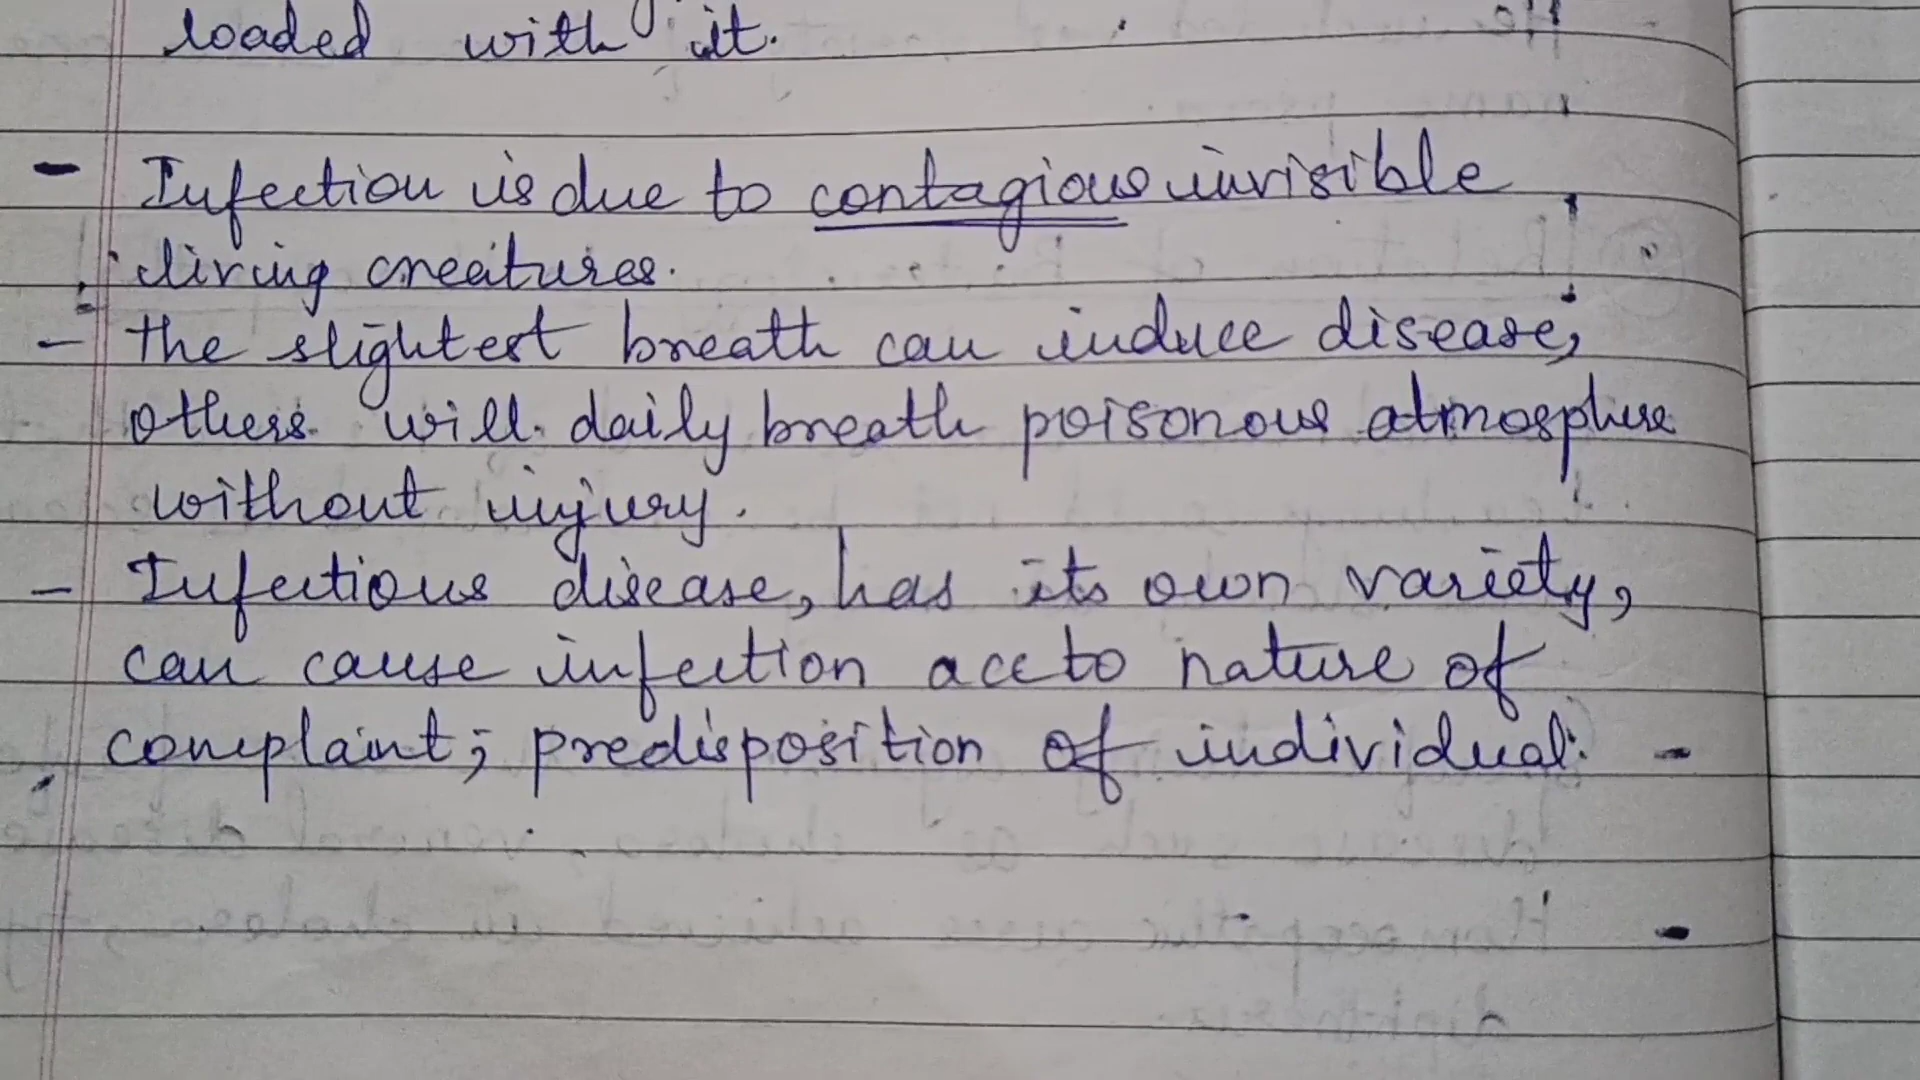 loaded with it.
- Infection is due to contagious invisible
living creatures.
- the slightest breath can induce disease,
others will daily breath poisonous atmosphere
without injury.
- Infectious disease, has its own variety,
can cause infection acc to nature of
complaint; predisposition of individual.